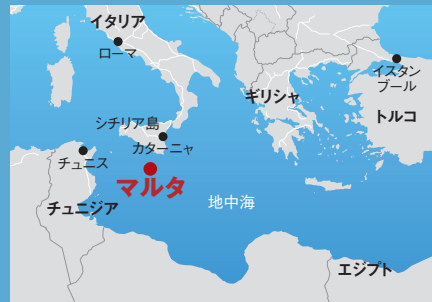 イタリア
ローマ
イスタン
ブール
ギリシャ
トルコ
シチリア島
カターニャ
チュニス
マルタ
チュニジア
地中海
エジプト